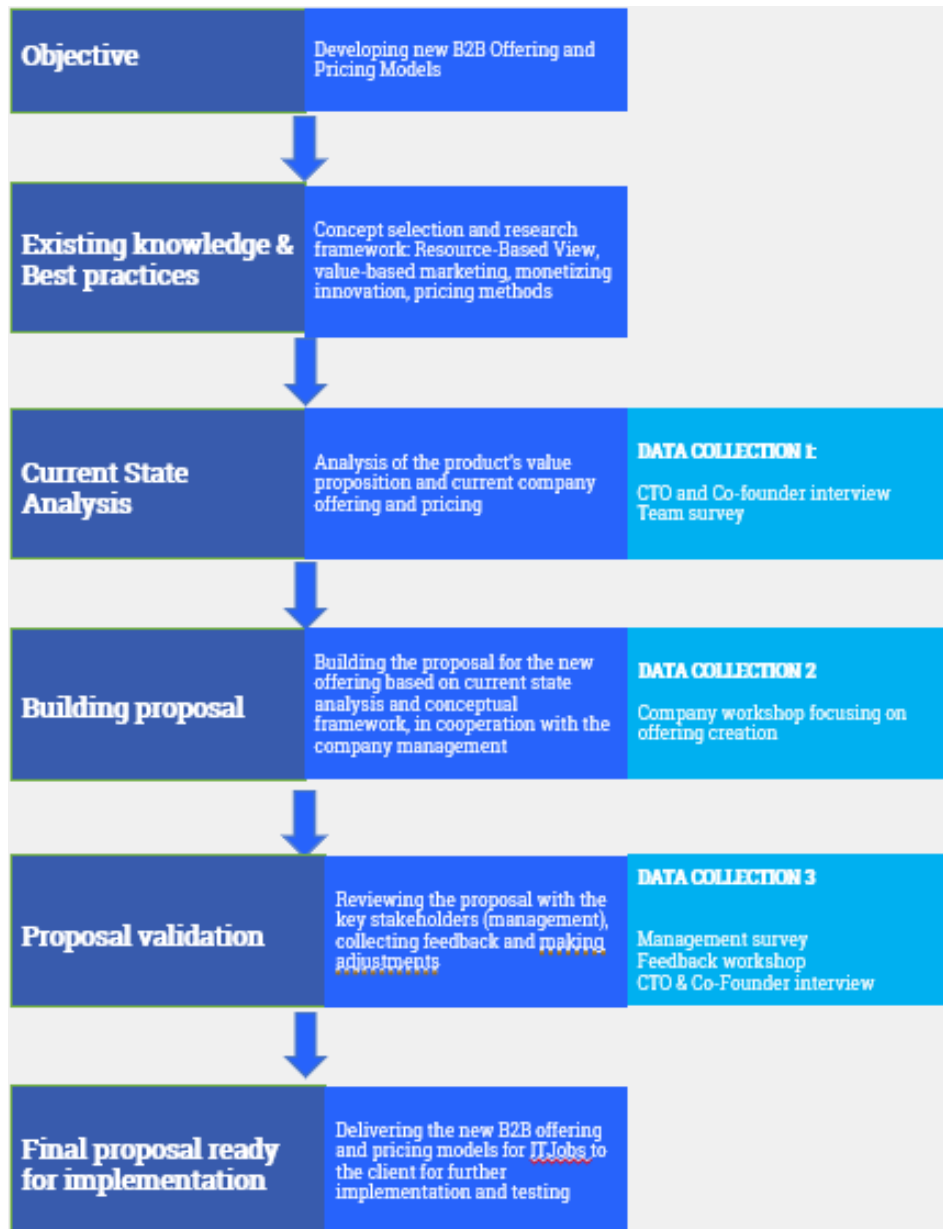 Objective
Developing new B2B Offering and
Pricing Models
Existing knowledge &
Best practices
Concept selection and research
framework: Resource-Based View,
value-based marketing, monetizing
innovation, pricing methods
Current State
Analysis
Analysis of the product's value
proposition and current company
offering and pricing
DATA COLLECTION 1:
CTO and Co-founder interview
Team survey
Building proposal
Building the proposal for the new
offering based on current state
analysis and conceptual
framework, in cooperation with the
company management
DATA COLLECTION 2
Company workshop focusing on
offering creation
Proposal validation
Reviewing the proposal with the
key stakeholders (management),
collecting feedback and making
adjustments
DATA COLLECTION 3
Management survey
Feedback workshop
CTO & Co-Founder interview
Final proposal ready
for implementation
Delivering the new B2B offering
and pricing models for ITJobs to
the client for further
implementation and testing